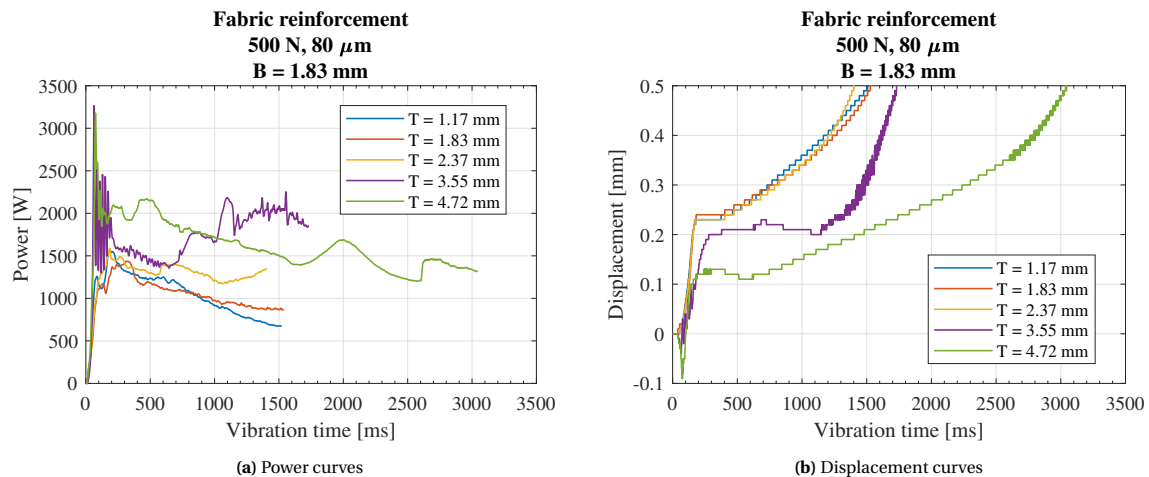 Fabric reinforcement
500 N, 80 μm
B = 1.83 mm
3500
3000
2500
2000
1500
1000
500
0
Power [W]
T = 1.17 mm
T = 1.83 mm
T = 2.37 mm
T = 3.55 mm
T = 4.72 mm
0 500 1000 1500 2000 2500 3000 3500
Vibration time [ms]
(a) Power curves
Fabric reinforcement
500 N, 80 μm
B = 1.83 mm
0.5
0.4
0.3
0.2
0.1
0
-0.1
Displacement [mm]
T = 1.17 mm
T = 1.83 mm
T = 2.37 mm
T = 3.55 mm
T = 4.72 mm
0 500 1000 1500 2000 2500 3000 3500
Vibration time [ms]
(b) Displacement curves